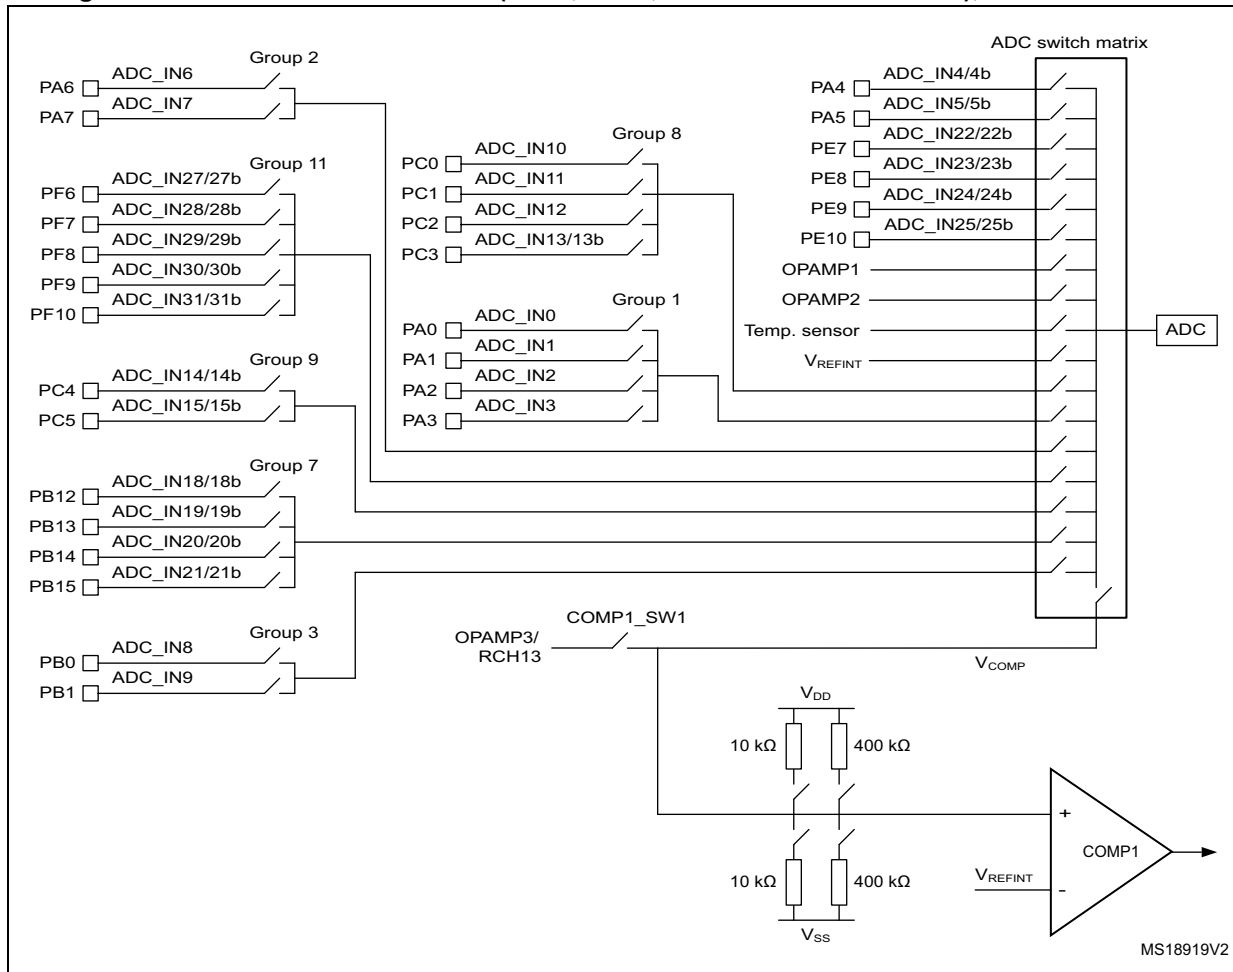 ADC switch matrix
Group 2
PA6 ADC_IN6
PA7 ADC_IN7
Group 11
PF6 ADC_IN27/27b
PF7 ADC_IN28/28b
PF8 ADC_IN29/29b
PF9 ADC_IN30/30b
PF10 ADC_IN31/31b
Group 9
PC4 ADC_IN14/14b
PC5 ADC_IN15/15b
Group 7
PB12 ADC_IN18/18b
PB13 ADC_IN19/19b
PB14 ADC_IN20/20b
PB15 ADC_IN21/21b
Group 3
PB0 ADC_IN8
PB1 ADC_IN9
Group 8
PC0 ADC_IN10
PC1 ADC_IN11
PC2 ADC_IN12
PC3 ADC_IN13/13b
Group 1
PA0 ADC_IN0
PA1 ADC_IN1
PA2 ADC_IN2
PA3 ADC_IN3
PA4 ADC_IN4/4b
PA5 ADC_IN5/5b
PE7 ADC_IN22/22b
PE8 ADC_IN23/23b
PE9 ADC_IN24/24b
PE10 ADC_IN25/25b
OPAMP1
OPAMP2
Temp. sensor
VREFINT
ADC
COMP1_SW1
OPAMP3/
RCH13
VCOMP
VDD
10 kΩ 400 kΩ
+
COMP1
VREFINT
-
10 kΩ 400 kΩ
VSS
MS18919V2